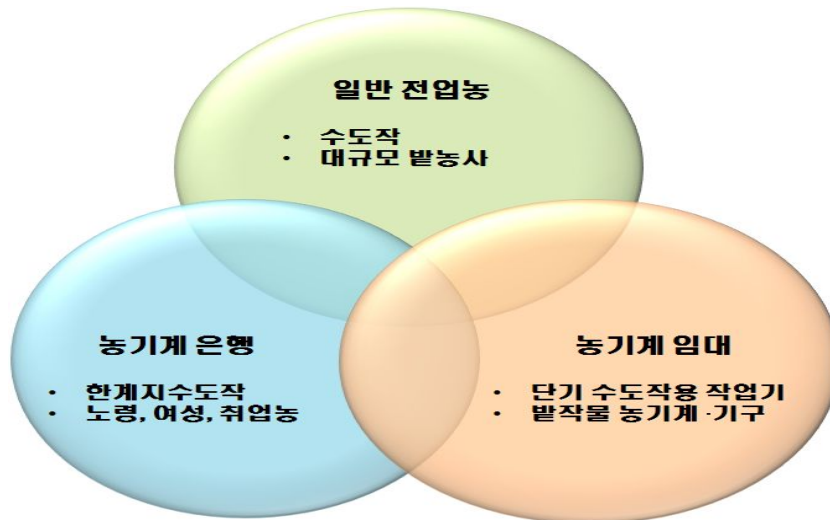 일반 전업농
• 수도작
• 대규모 밭농사
농기계 은행
• 한계지수도작
• 노령, 여성, 취업농
농기계 임대
• 단기 수도작용 작업기
• 밭작물 농기계·기구